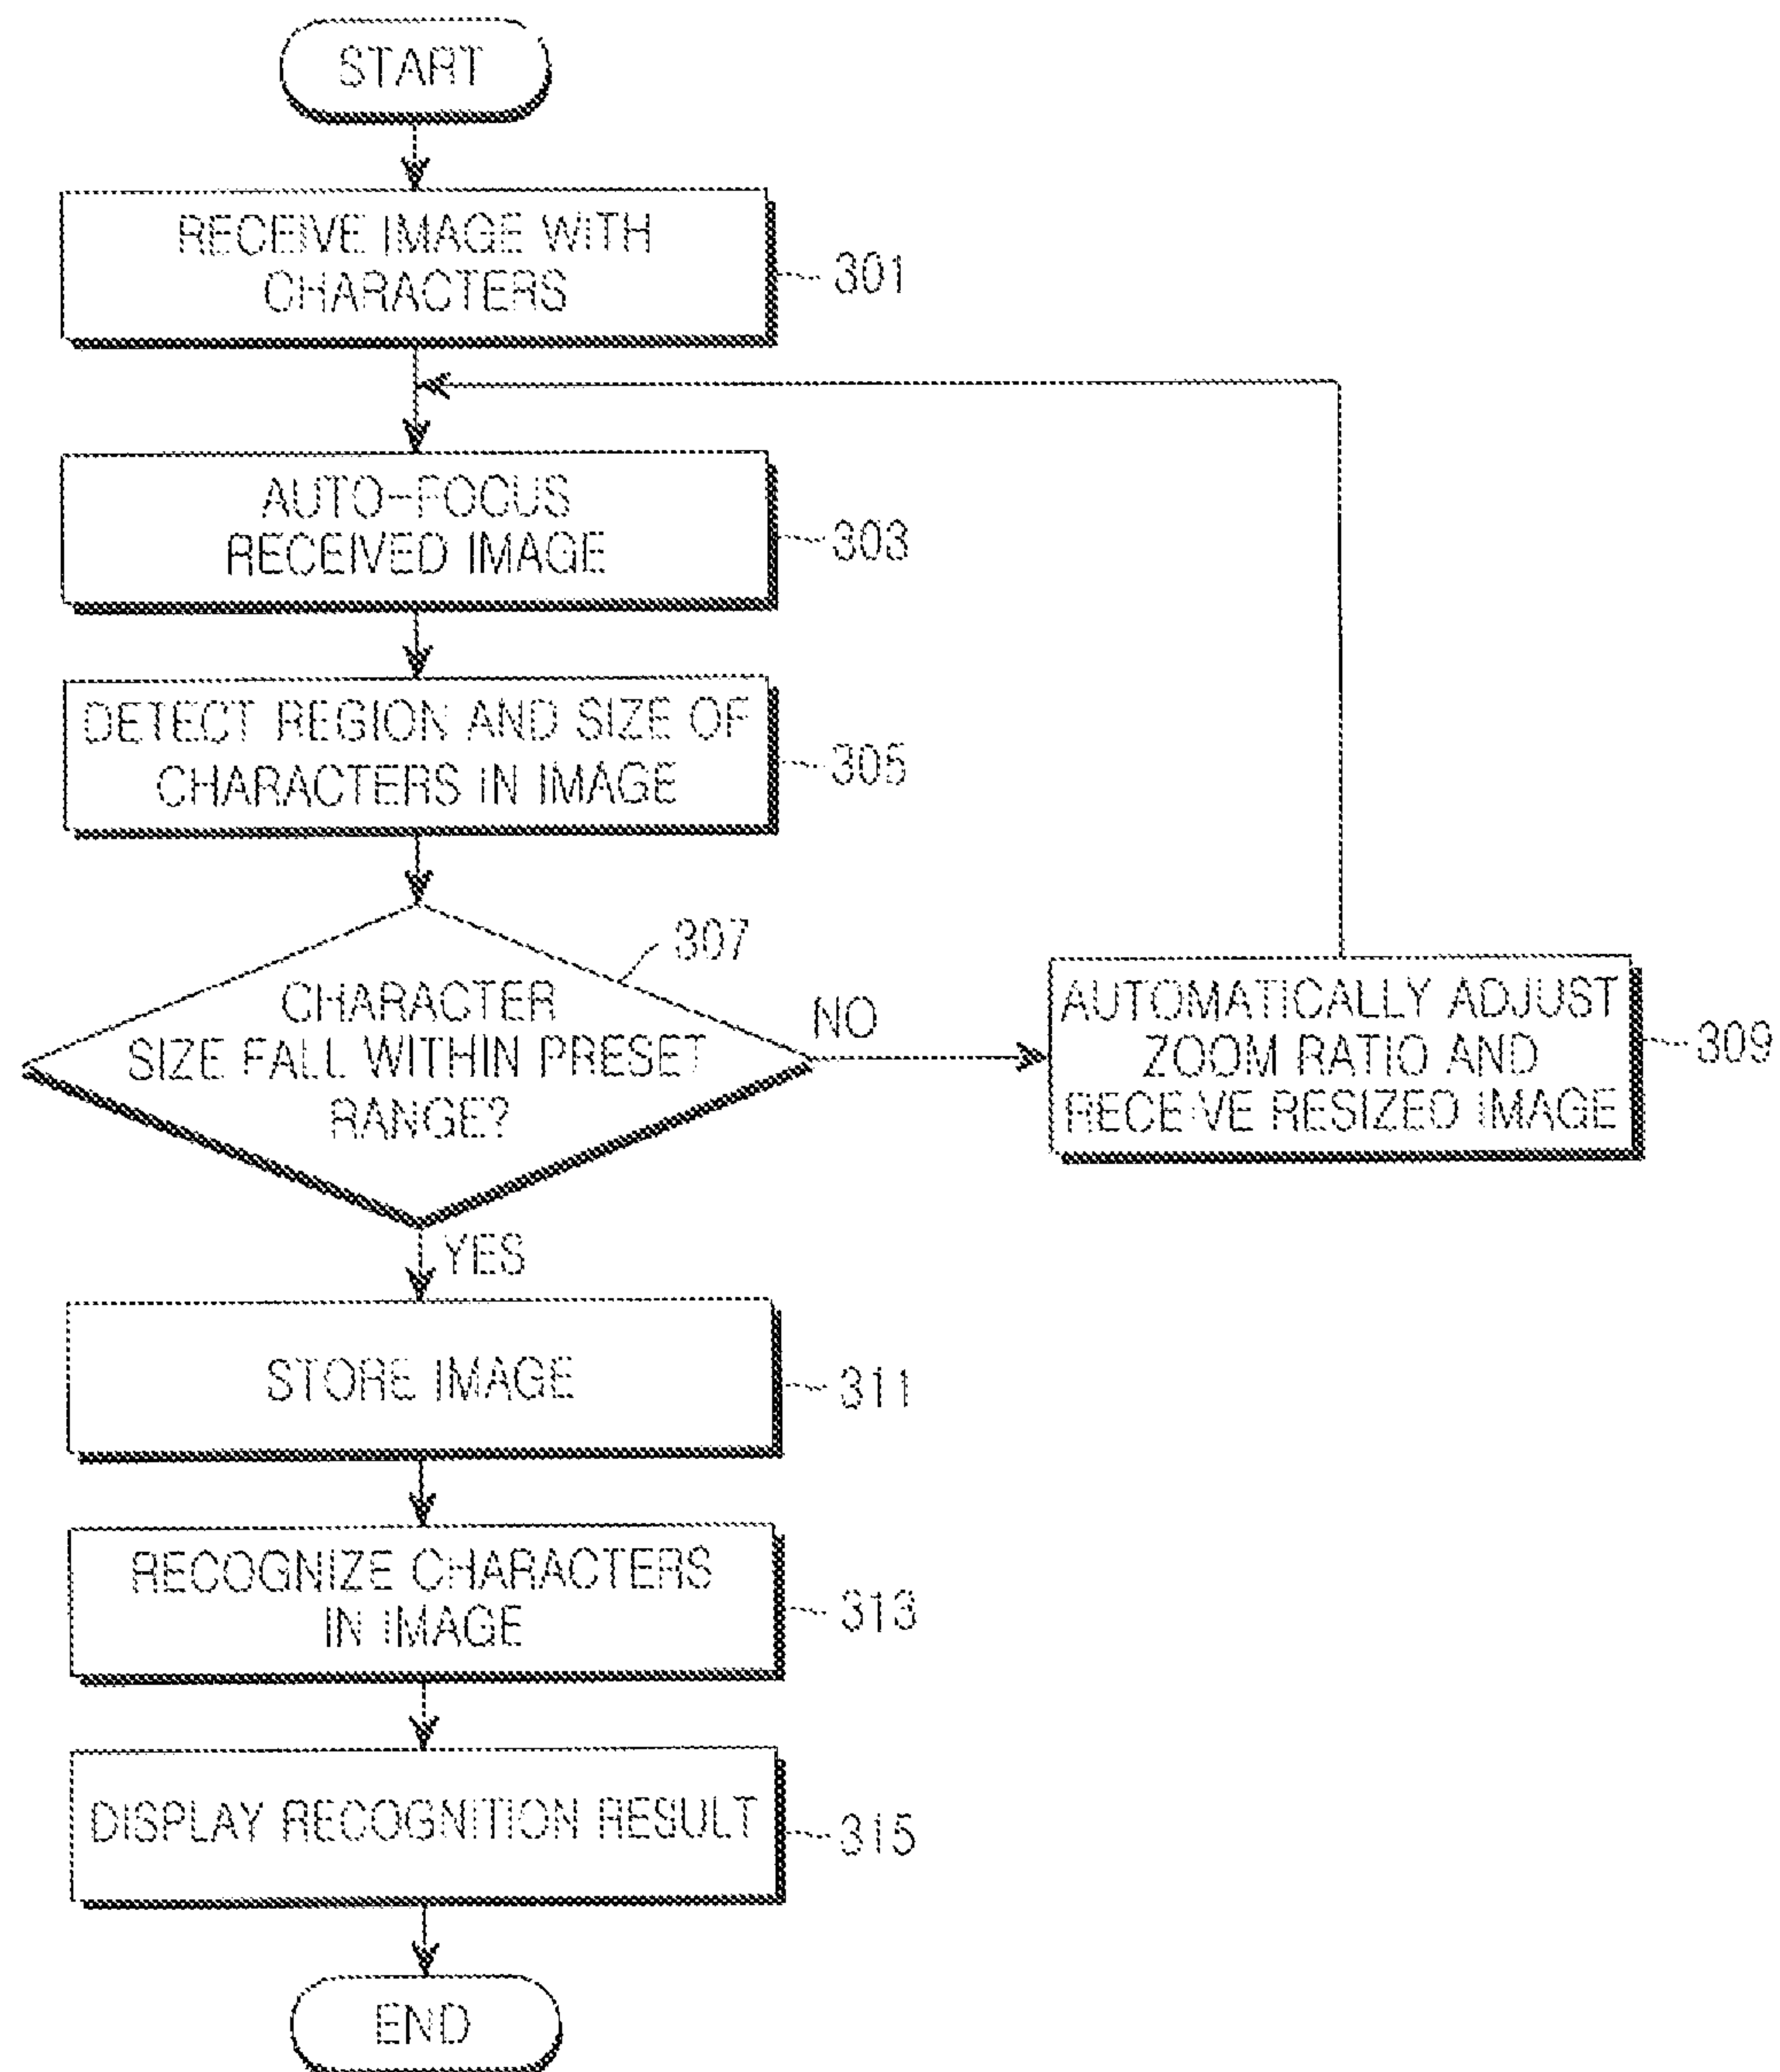 START
RECEIVE IMAGE WITH
CHARACTERS
301
AUTO-FOCUS
RECEIVED IMAGE
303
DETECT REGION AND SIZE OF
CHARACTERS IN IMAGE
305
307
CHARACTER
SIZE FALL WITHIN PRESET
RANGE?
NO
AUTOMATICALLY ADJUST
ZOOM RATIO AND
RECEIVE RESIZED IMAGE
309
YES
STORE IMAGE
311
RECOGNIZE CHARACTERS
IN IMAGE
313
DISPLAY RECOGNITION RESULT
315
END